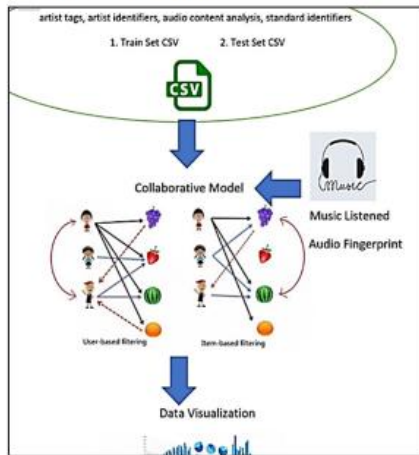 artist tags, artist identifiers, audio content analysis, standard identifiers
1. Train Set CSV 2. Test Set CSV
CSV
Collaborative Model
Music
Music Listened
Audio Fingerprint
User-based filtering Item-based filtering
Data Visualization